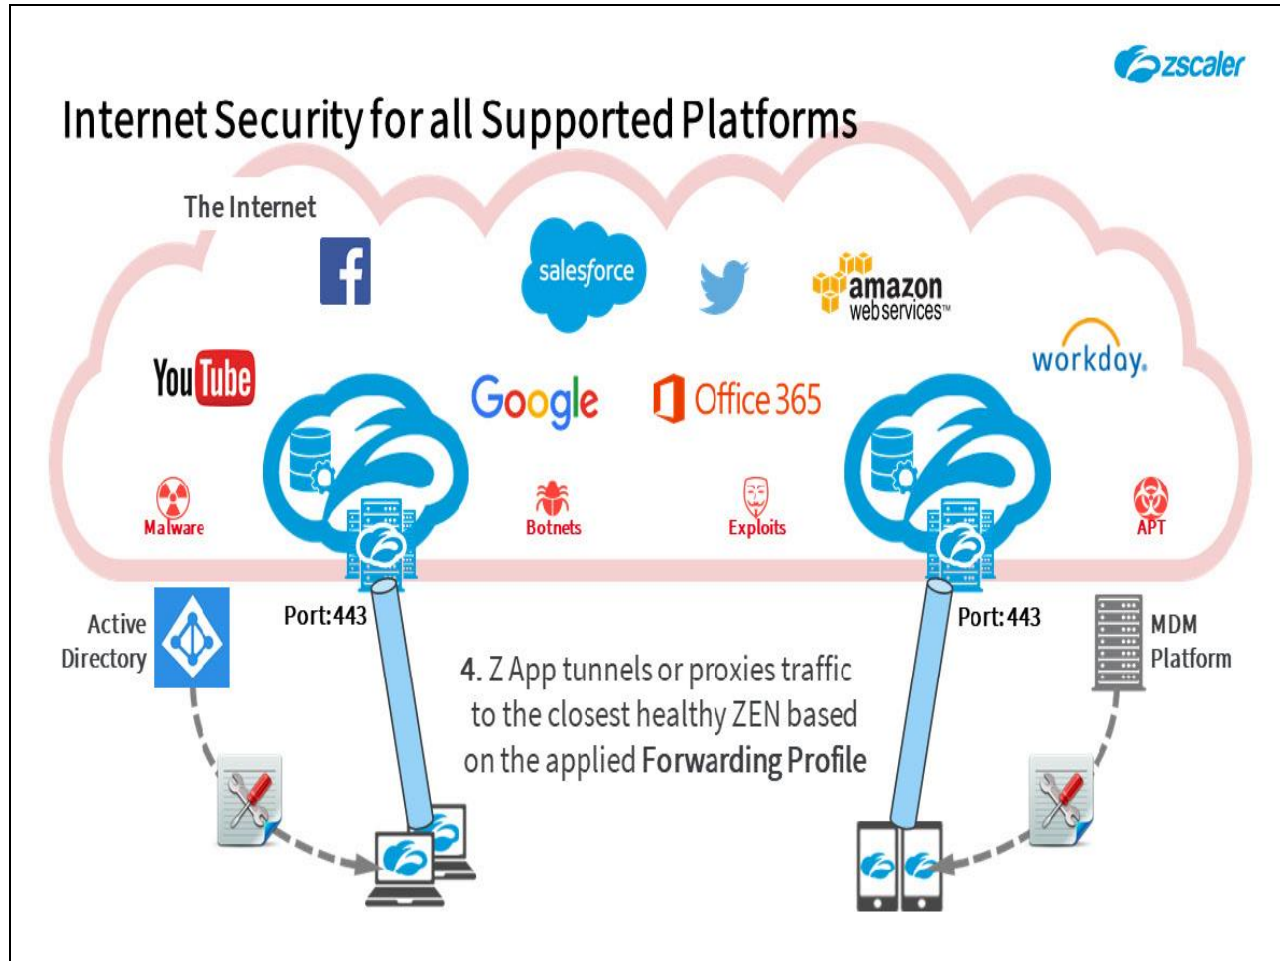 zscaler
Internet Security for all Supported Platforms
The Internet
salesforce
amazon
webservices™
workday.
YouTube
Google
Office 365
Malware
Botnets
Exploits
APT
Active
Directory
Port:443
4. Z App tunnels or proxies traffic
to the closest healthy ZEN based
on the applied Forwarding Profile
Port:443
MDM
Platform